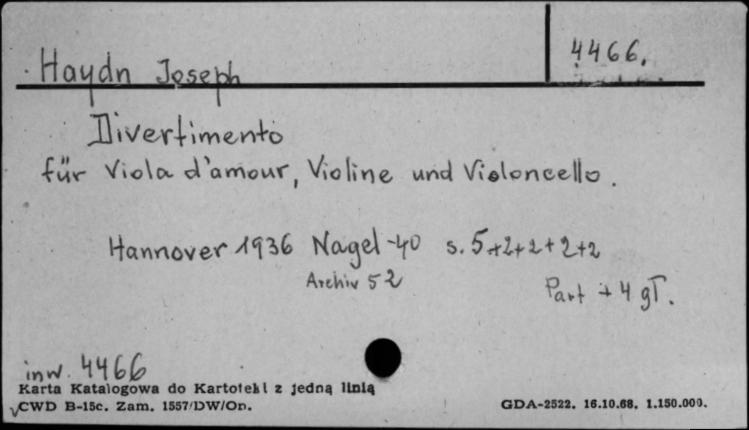 4466.
Haydn Joseph
Divertimento
für Viola d'amour, Violine und Violoncello.
Hannover 1936 Nagel 40 s. 5+2+2+2+2
Archiv 52
Part + 4 gł.
inw. 4466
Karta Katalogowa do Kartoteki z jedną linią
CWD B-15c. Zam. 1557/DW/On. GDA-2522. 16.10.68. 1.150.000.